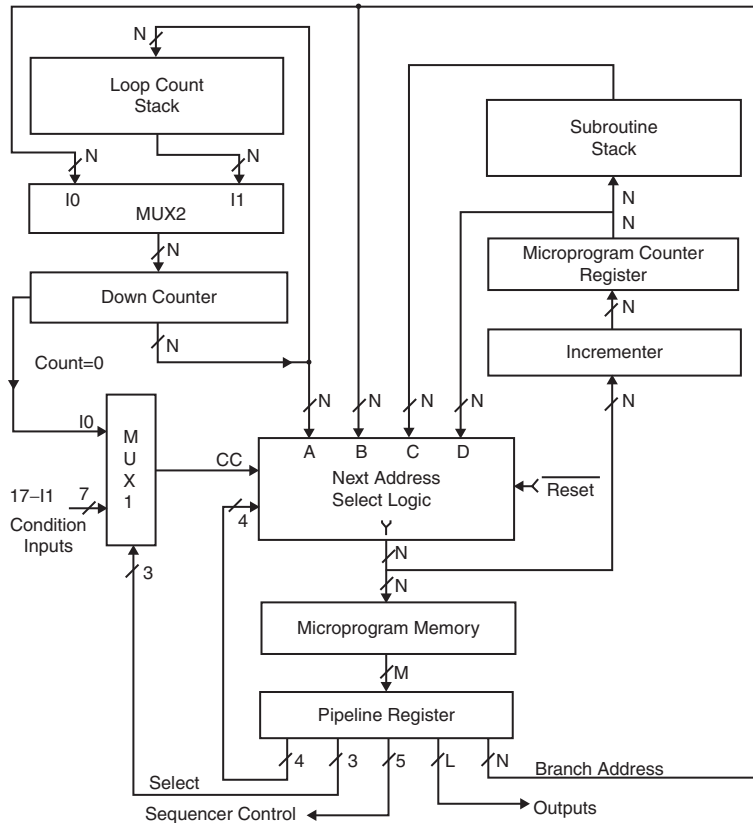 N
Loop Count
Stack
Subroutine
Stack
N
N
I0
I1
MUX2
N
N
Microprogram Counter
Register
N
Down Counter
N
N
Incrementer
Count=0
N
N
N
N
N
I0
M
U
X
1
CC
A
B
C
D
Next Address
Select Logic
Reset
17–I1
7
Condition
Inputs
4
Y
N
3
N
Microprogram Memory
M
Pipeline Register
4
3
5
L
N
Select
Branch Address
Sequencer Control
Outputs